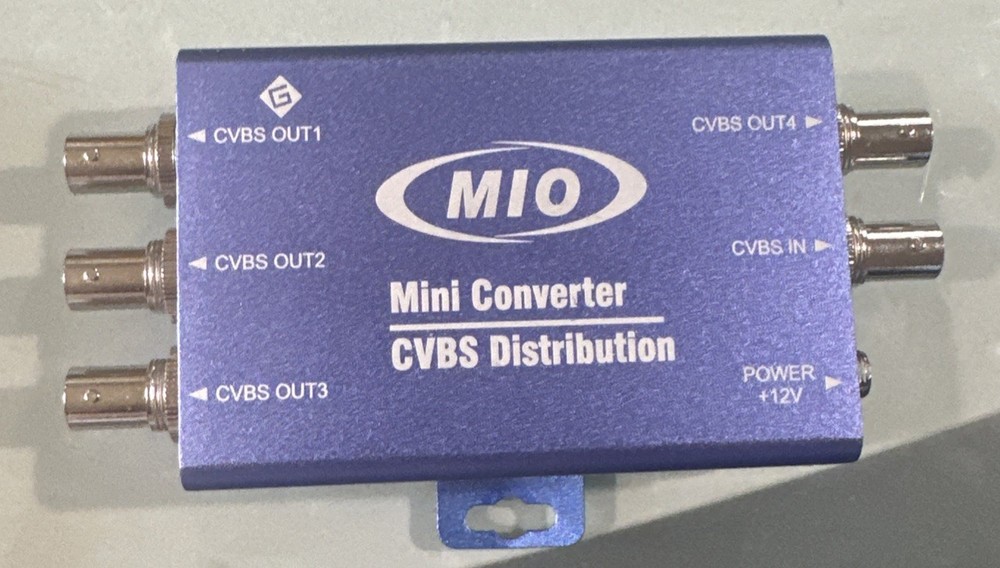 G
CVBS OUT1
CVBS OUT2
CVBS OUT3
MIO
Mini Converter
CVBS Distribution
CVBS OUT4
CVBS IN
POWER
+12V